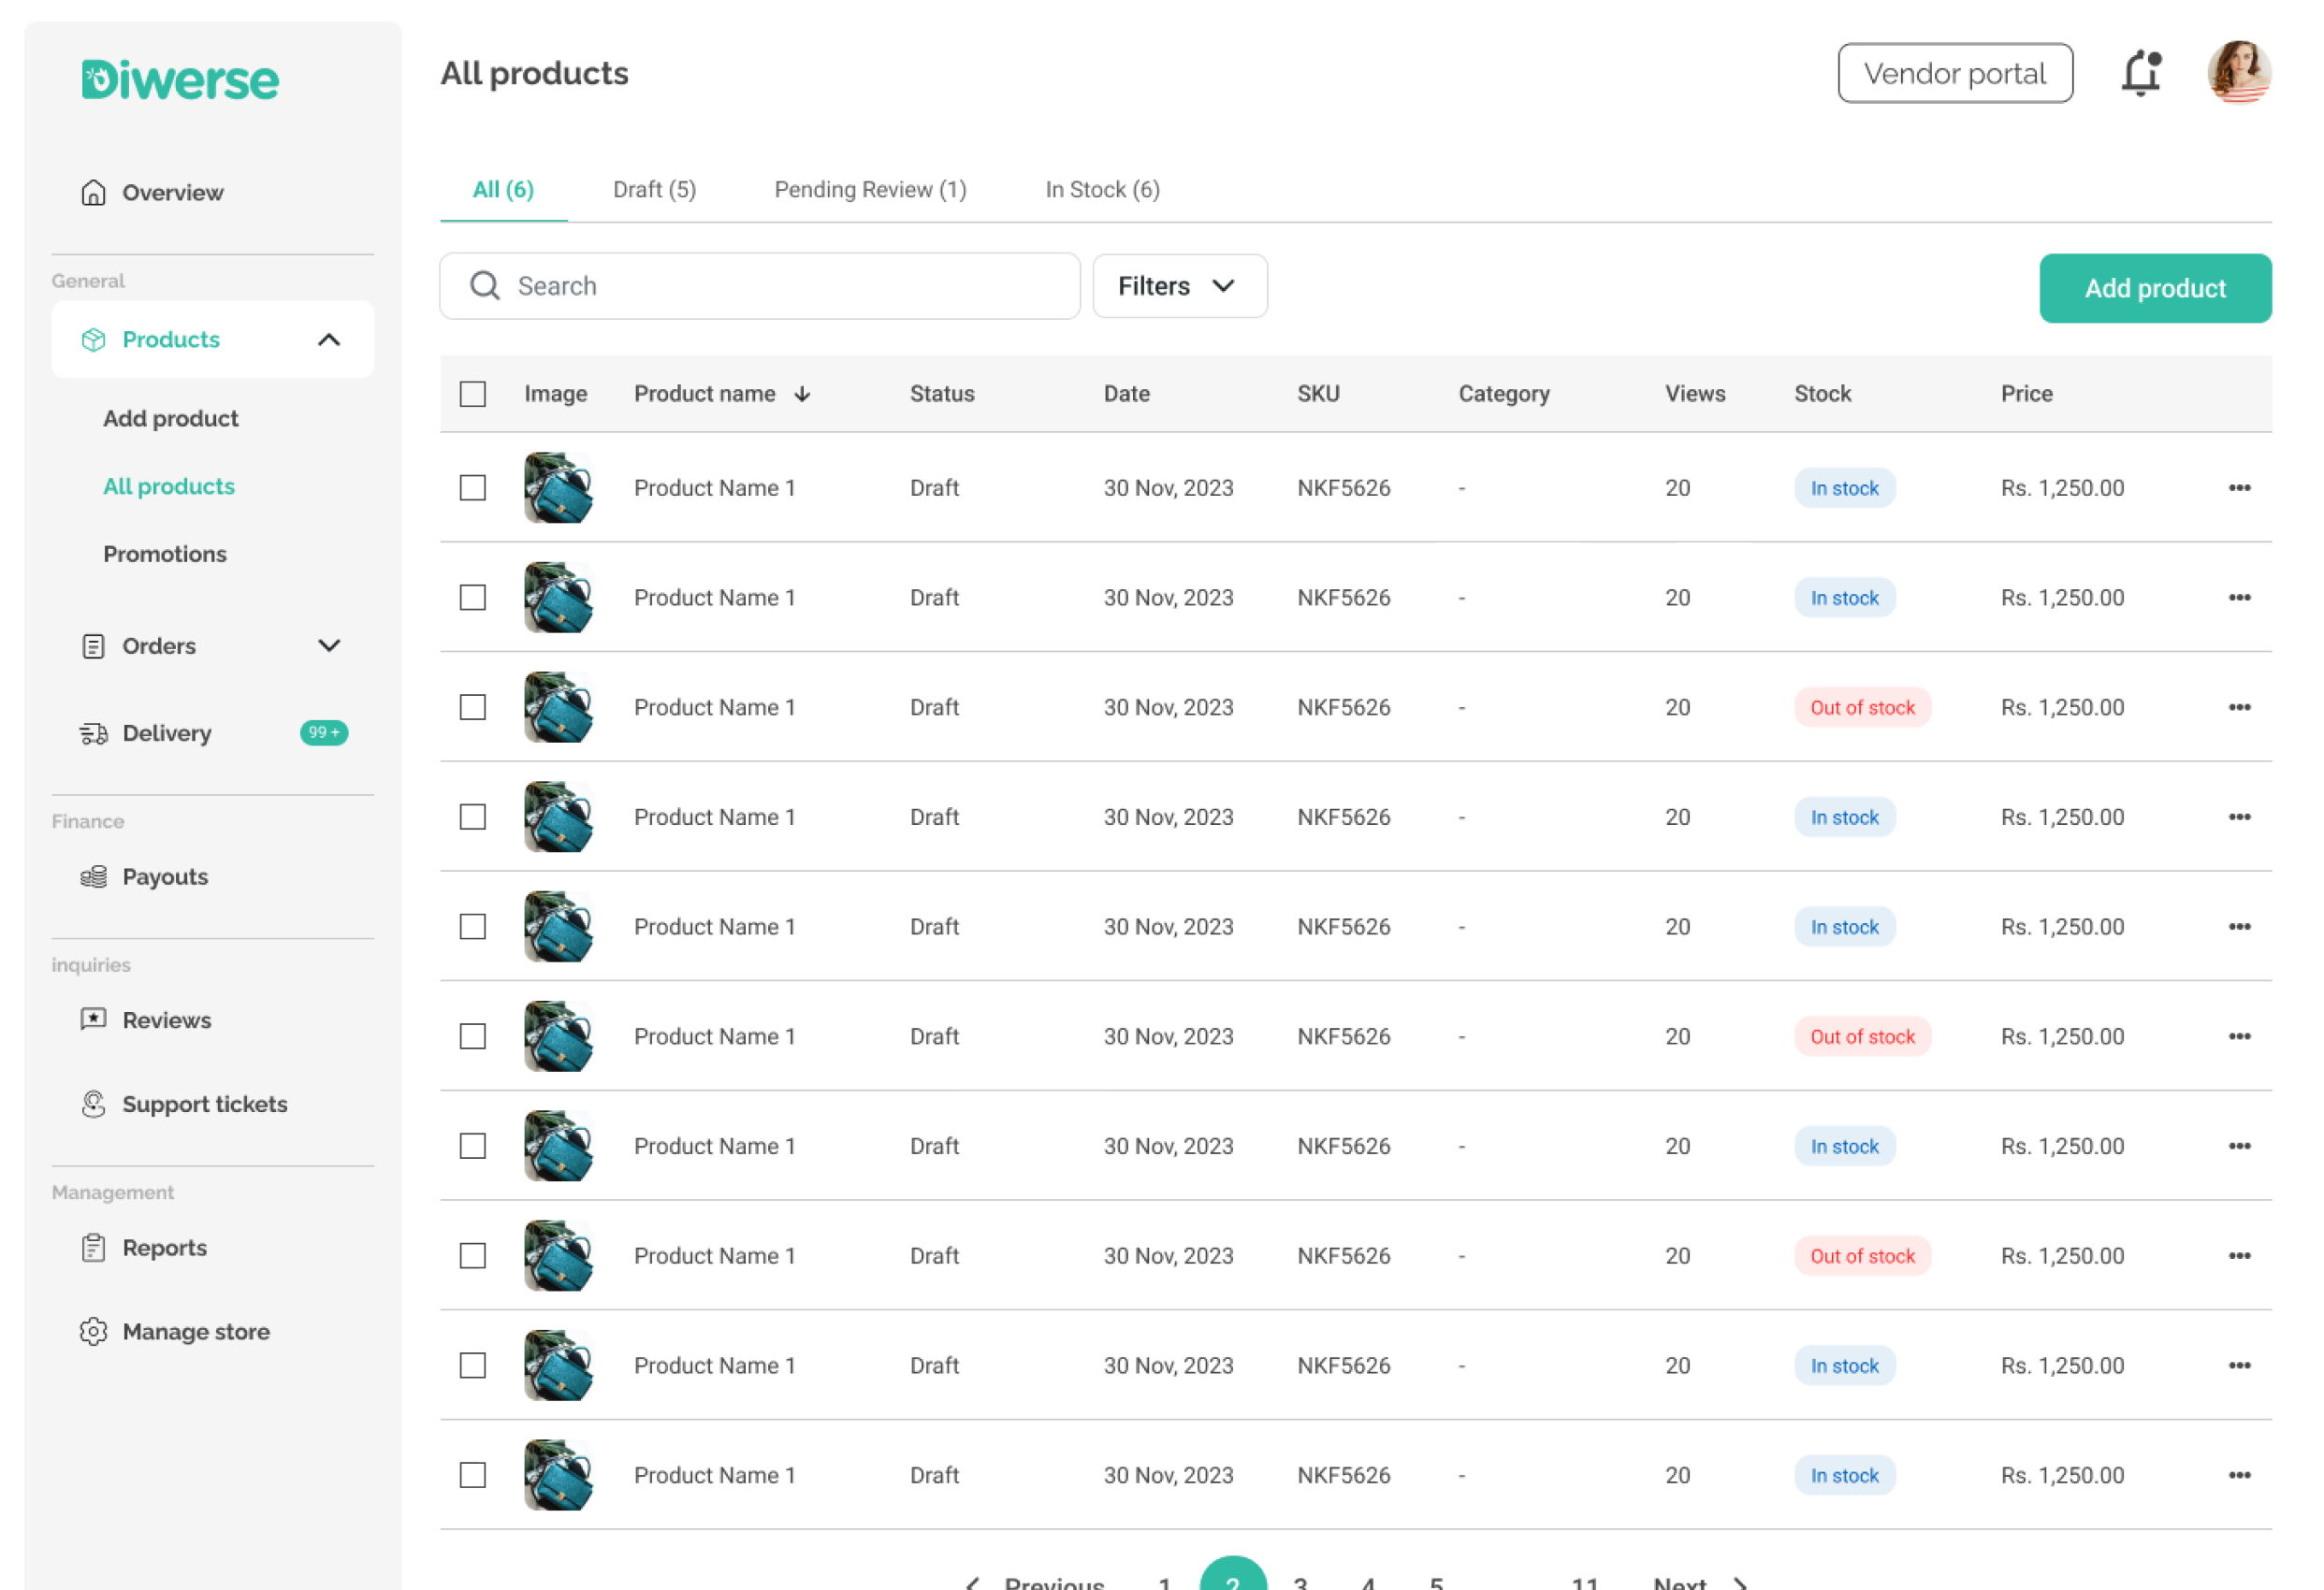 Diwerse
All products
Vendor portal
Overview
All (6) Draft (5) Pending Review (1) In Stock (6)
General
Search
Filters
Add product
Products
Image Product name Status Date SKU Category Views Stock Price
Add product
All products
Promotions
Orders
Delivery 99 +
Finance
Payouts
inquiries
Reviews
Support tickets
Management
Reports
Manage store
Product Name 1 Draft 30 Nov, 2023 NKF5626 - 20 In stock Rs. 1,250.00
Product Name 1 Draft 30 Nov, 2023 NKF5626 - 20 In stock Rs. 1,250.00
Product Name 1 Draft 30 Nov, 2023 NKF5626 - 20 Out of stock Rs. 1,250.00
Product Name 1 Draft 30 Nov, 2023 NKF5626 - 20 In stock Rs. 1,250.00
Product Name 1 Draft 30 Nov, 2023 NKF5626 - 20 In stock Rs. 1,250.00
Product Name 1 Draft 30 Nov, 2023 NKF5626 - 20 Out of stock Rs. 1,250.00
Product Name 1 Draft 30 Nov, 2023 NKF5626 - 20 In stock Rs. 1,250.00
Product Name 1 Draft 30 Nov, 2023 NKF5626 - 20 Out of stock Rs. 1,250.00
Product Name 1 Draft 30 Nov, 2023 NKF5626 - 20 In stock Rs. 1,250.00
Product Name 1 Draft 30 Nov, 2023 NKF5626 - 20 In stock Rs. 1,250.00
Previous 1 2 3 4 5 11 Next